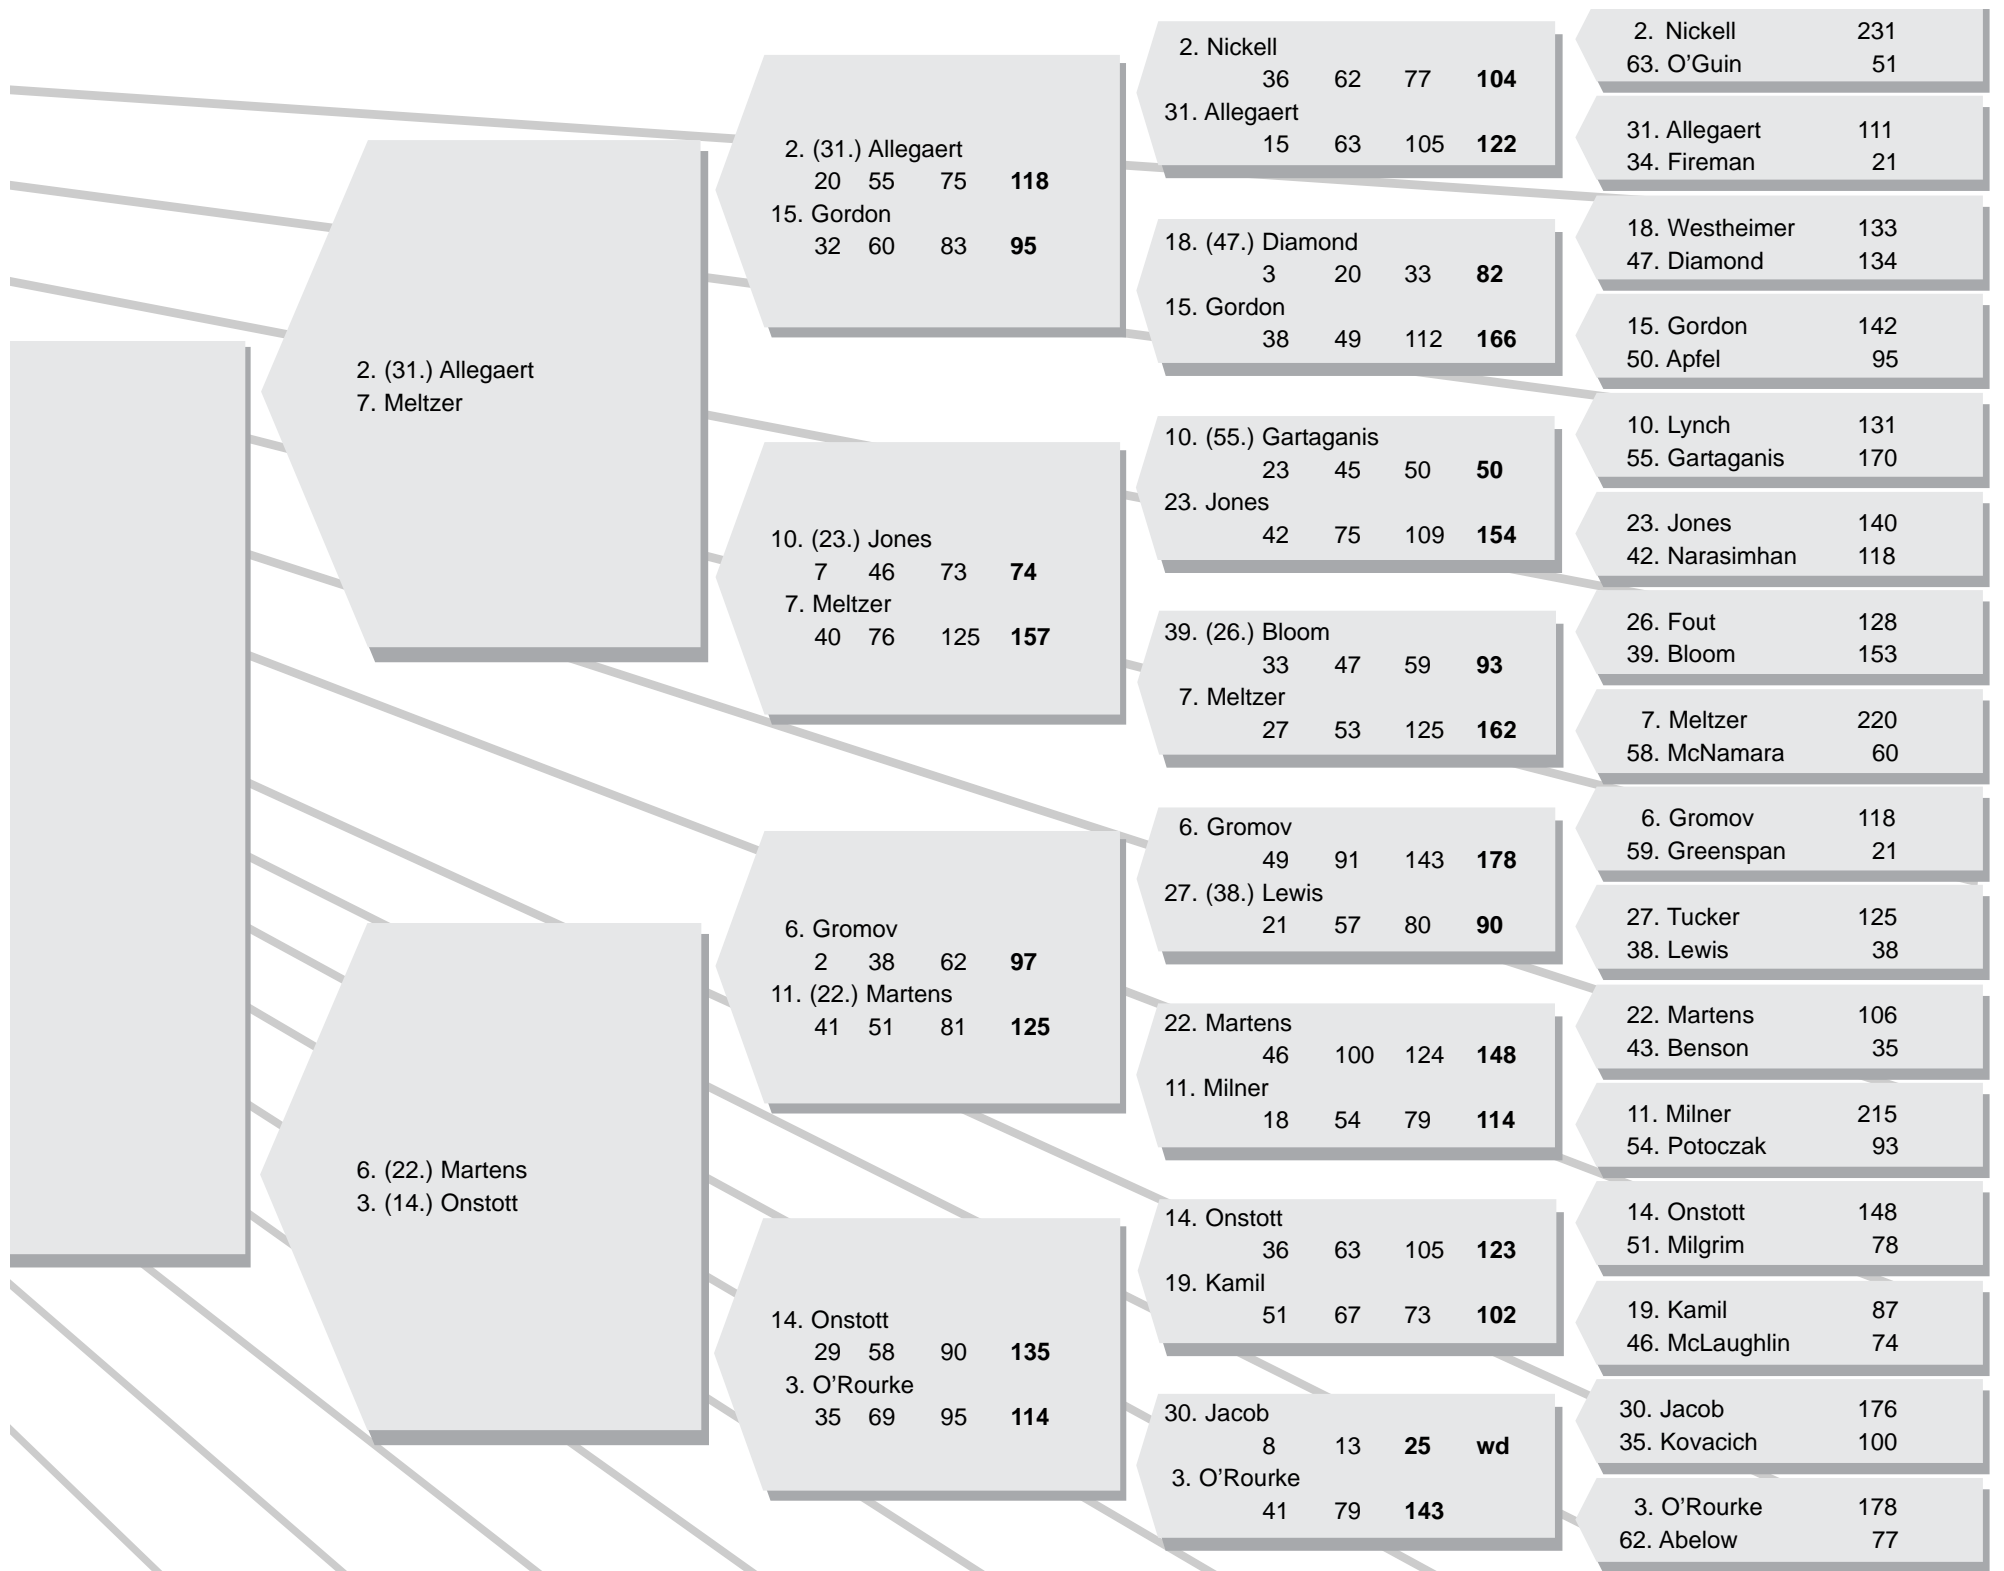 2. (31.) Allegaert
7. Meltzer
6. (22.) Martens
3. (14.) Onstott
2. (31.) Allegaert
20 55 75 118
15. Gordon
32 60 83 95
10. (23.) Jones
7 46 73 74
7. Meltzer
40 76 125 157
6. Gromov
2 38 62 97
11. (22.) Martens
41 51 81 125
14. Onstott
29 58 90 135
3. O’Rourke
35 69 95 114
2. Nickell
36 62 77 104
31. Allegaert
15 63 105 122
18. (47.) Diamond
3 20 33 82
15. Gordon
38 49 112 166
10. (55.) Gartaganis
23 45 50 50
23. Jones
42 75 109 154
39. (26.) Bloom
33 47 59 93
7. Meltzer
27 53 125 162
6. Gromov
49 91 143 178
27. (38.) Lewis
21 57 80 90
22. Martens
46 100 124 148
11. Milner
18 54 79 114
14. Onstott
36 63 105 123
19. Kamil
51 67 73 102
30. Jacob
8 13 25 wd
3. O’Rourke
41 79 143
2. Nickell 231
63. O’Guin 51
31. Allegaert 111
34. Fireman 21
18. Westheimer 133
47. Diamond 134
15. Gordon 142
50. Apfel 95
10. Lynch 131
55. Gartaganis 170
23. Jones 140
42. Narasimhan 118
26. Fout 128
39. Bloom 153
7. Meltzer 220
58. McNamara 60
6. Gromov 118
59. Greenspan 21
27. Tucker 125
38. Lewis 38
22. Martens 106
43. Benson 35
11. Milner 215
54. Potoczak 93
14. Onstott 148
51. Milgrim 78
19. Kamil 87
46. McLaughlin 74
30. Jacob 176
35. Kovacich 100
3. O’Rourke 178
62. Abelow 77